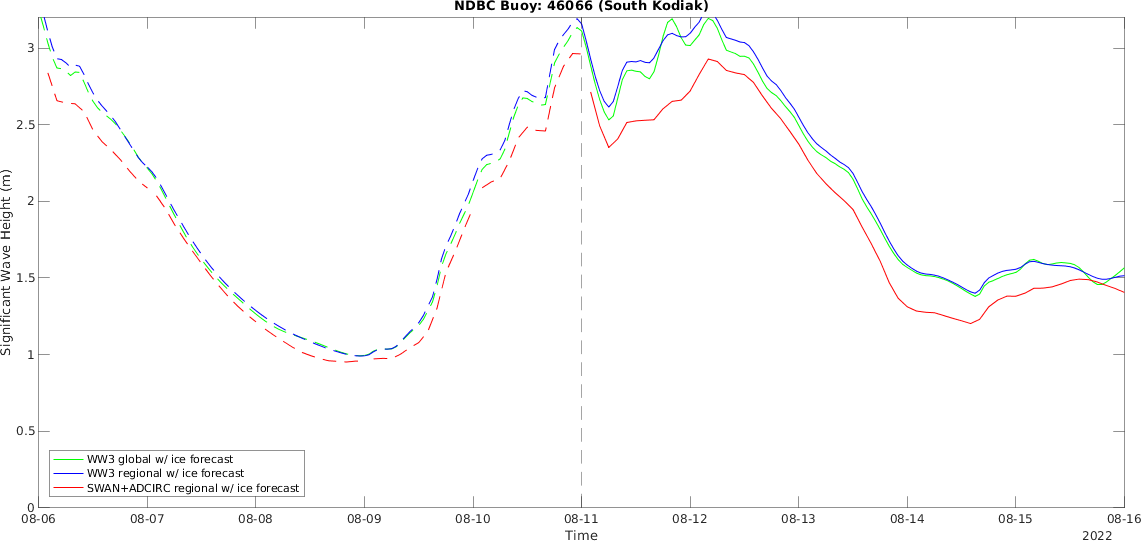 NDBC Buoy: 46066 (South Kodiak)
3
2.5
2
1.5
1
0.5
0
Significant Wave Height (m)
WW3 global w/ ice forecast
WW3 regional w/ ice forecast
SWAN+ADCIRC regional w/ ice forecast
08-06 08-07 08-08 08-09 08-10 08-11 08-12 08-13 08-14 08-15 08-16
Time
2022